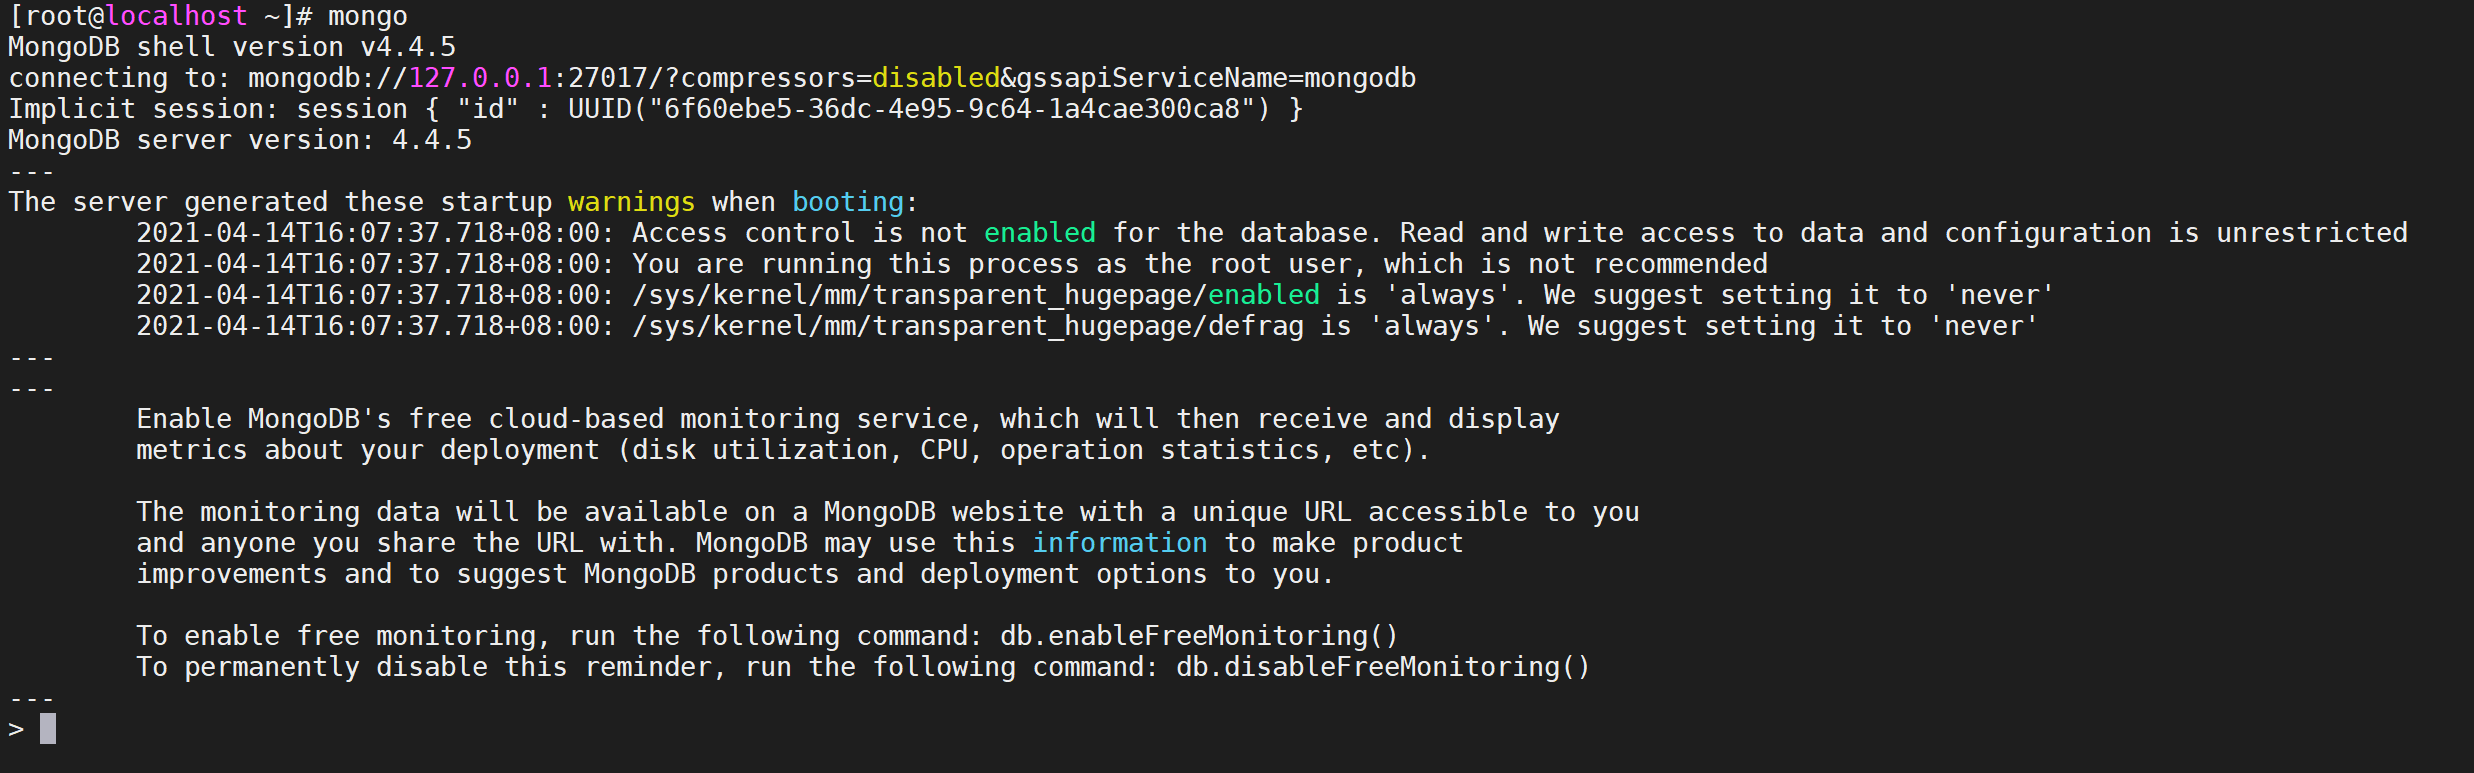 [root@localhost ~]# mongo
MongoDB shell version v4.4.5
connecting to: mongodb://127.0.0.1:27017/?compressors=disabled&gssapiServiceName=mongodb
Implicit session: session { "id" : UUID("6f60ebe5-36dc-4e95-9c64-1a4cae300ca8") }
MongoDB server version: 4.4.5
---
The server generated these startup warnings when booting:
        2021-04-14T16:07:37.718+08:00: Access control is not enabled for the database. Read and write access to data and configuration is unrestricted
        2021-04-14T16:07:37.718+08:00: You are running this process as the root user, which is not recommended
        2021-04-14T16:07:37.718+08:00: /sys/kernel/mm/transparent_hugepage/enabled is 'always'. We suggest setting it to 'never'
        2021-04-14T16:07:37.718+08:00: /sys/kernel/mm/transparent_hugepage/defrag is 'always'. We suggest setting it to 'never'
---
---
        Enable MongoDB's free cloud-based monitoring service, which will then receive and display
        metrics about your deployment (disk utilization, CPU, operation statistics, etc).

        The monitoring data will be available on a MongoDB website with a unique URL accessible to you
        and anyone you share the URL with. MongoDB may use this information to make product
        improvements and to suggest MongoDB products and deployment options to you.

        To enable free monitoring, run the following command: db.enableFreeMonitoring()
        To permanently disable this reminder, run the following command: db.disableFreeMonitoring()
---
>